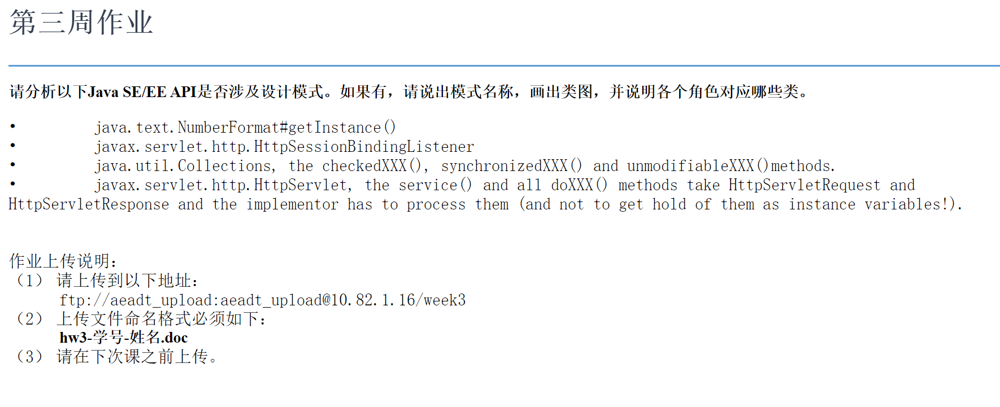 第三周作业
请分析以下Java SE/EE API是否涉及设计模式。如果有，请说出模式名称，画出类图，并说明各个角色对应哪些类。
• java.text.NumberFormat#getInstance()
• javax.servlet.http.HttpSessionBindingListener
• java.util.Collections, the checkedXXX(), synchronizedXXX() and unmodifiableXXX()methods.
• javax.servlet.http.HttpServlet, the service() and all doXXX() methods take HttpServletRequest and
HttpServletResponse and the implementor has to process them (and not to get hold of them as instance variables!).
作业上传说明：
（1） 请上传到以下地址：
ftp://aeadt_upload:aeadt_upload@10.82.1.16/week3
（2） 上传文件命名格式必须如下：
hw3-学号-姓名.doc
（3） 请在下次课之前上传。